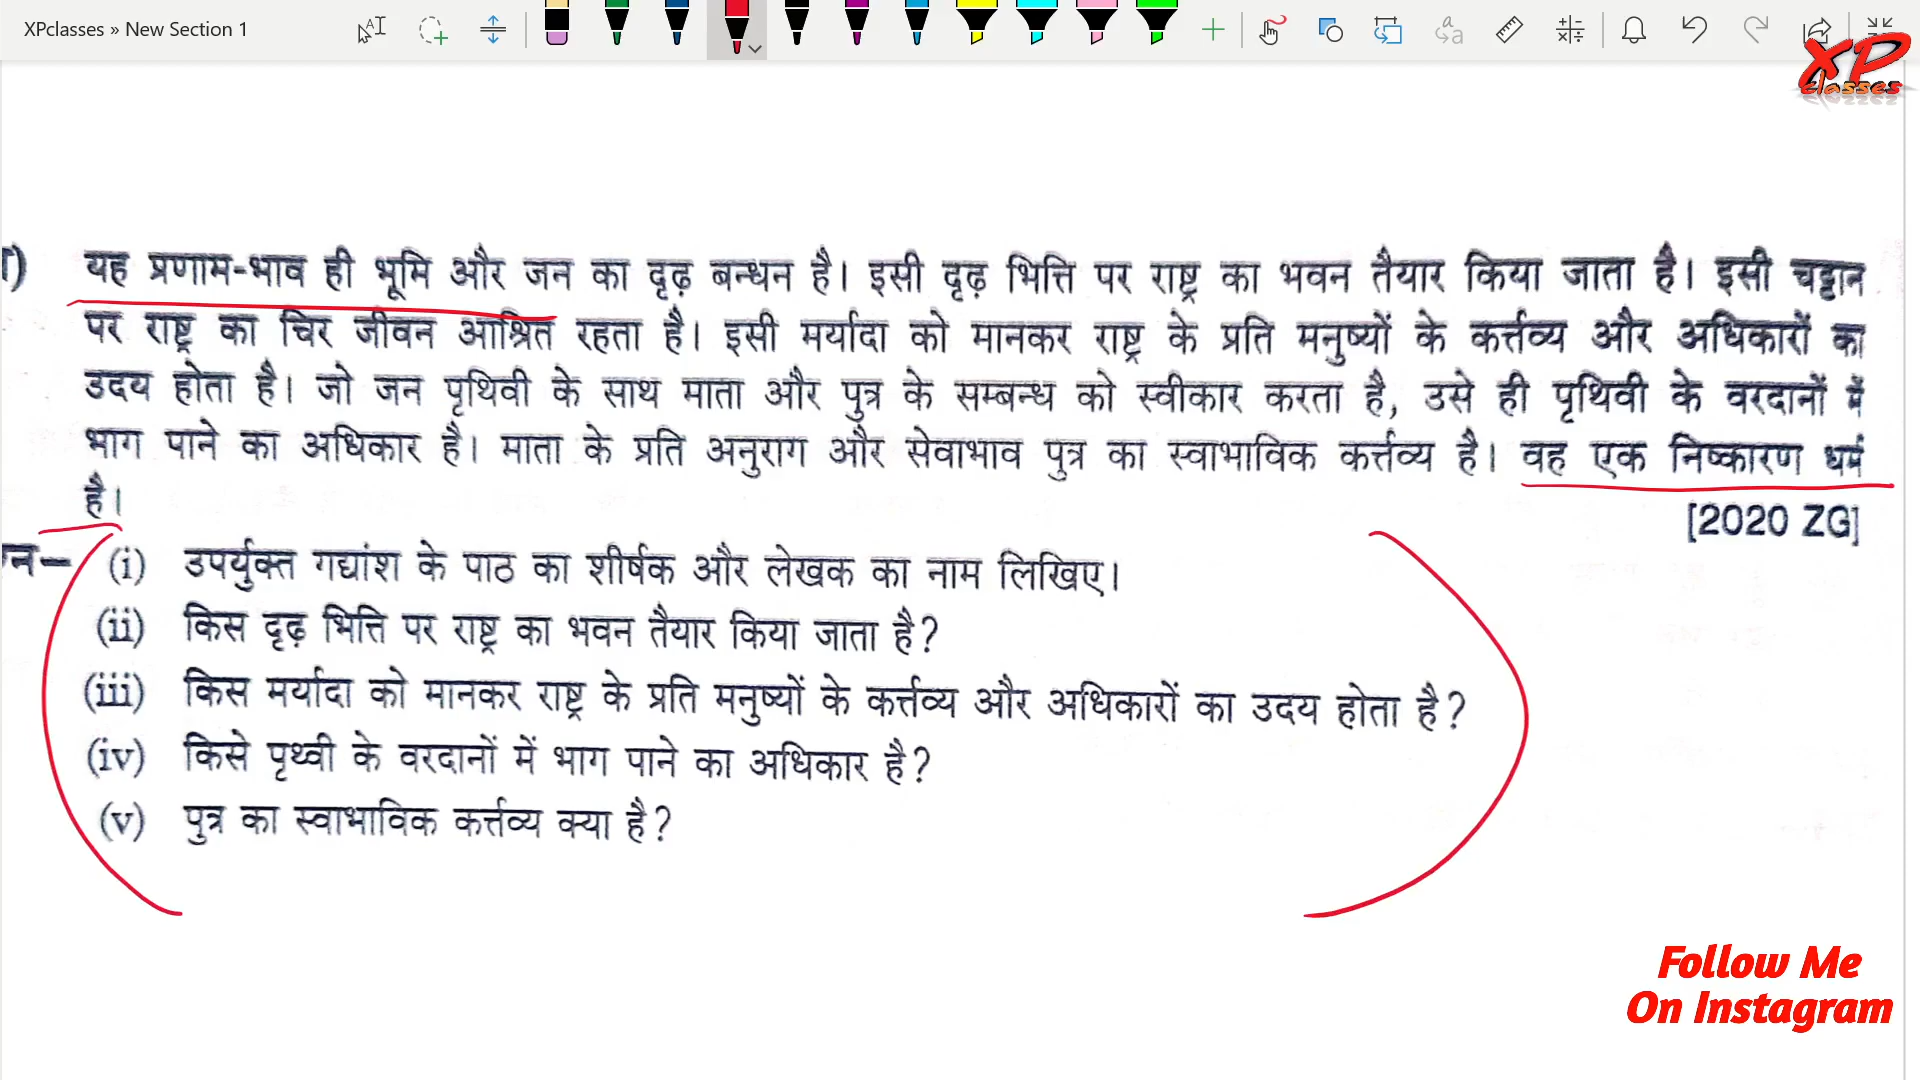 XPclasses » New Section 1
XP
classes
यह प्रणाम-भाव ही भूमि और जन का दृढ़ बन्धन है। इसी दृढ़ भित्ति पर राष्ट्र का भवन तैयार किया जाता है। इसी चट्टान
पर राष्ट्र का चिर जीवन आश्रित रहता है। इसी मर्यादा को मानकर राष्ट्र के प्रति मनुष्यों के कर्त्तव्य और अधिकारों का
उदय होता है। जो जन पृथिवी के साथ माता और पुत्र के सम्बन्ध को स्वीकार करता है, उसे ही पृथिवी के वरदानों में
भाग पाने का अधिकार है। माता के प्रति अनुराग और सेवाभाव पुत्र का स्वाभाविक कर्त्तव्य है। वह एक निष्कारण धर्म
है।
[2020 ZG]
(i) उपर्युक्त गद्यांश के पाठ का शीर्षक और लेखक का नाम लिखिए।
(ii) किस दृढ़ भित्ति पर राष्ट्र का भवन तैयार किया जाता है?
(iii) किस मर्यादा को मानकर राष्ट्र के प्रति मनुष्यों के कर्त्तव्य और अधिकारों का उदय होता है?
(iv) किसे पृथ्वी के वरदानों में भाग पाने का अधिकार है?
(v) पुत्र का स्वाभाविक कर्त्तव्य क्या है?
Follow Me
On Instagram